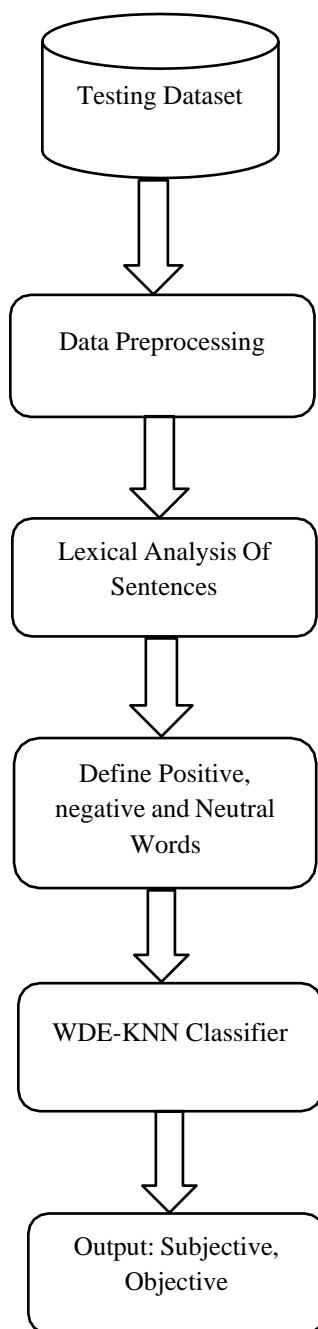 Testing Dataset
Data Preprocessing
Lexical Analysis Of
Sentences
Define Positive,
negative and Neutral
Words
WDE-KNN Classifier
Output: Subjective,
Objective